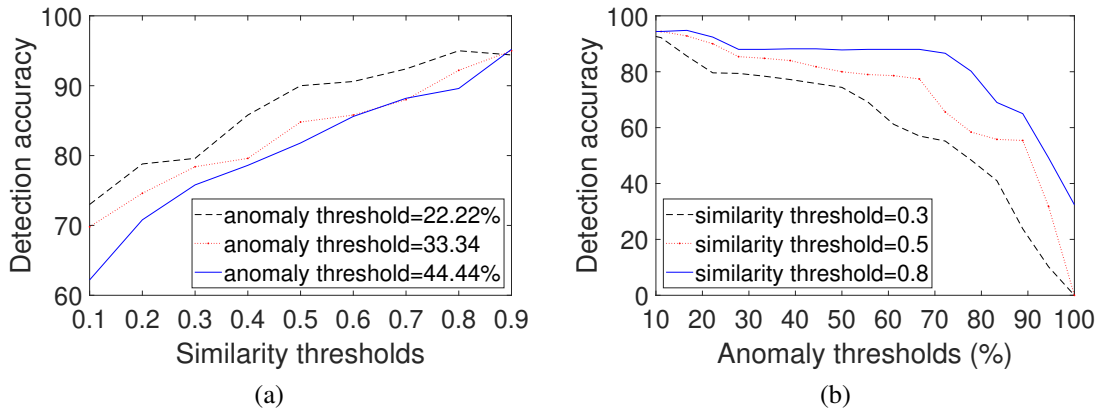 100
90
80
70
60
Detection accuracy
0.1 0.2 0.3 0.4 0.5 0.6 0.7 0.8 0.9
Similarity thresholds
anomaly threshold=22.22%
anomaly threshold=33.34
anomaly threshold=44.44%
(a)
100
80
60
40
20
0
Detection accuracy
10 20 30 40 50 60 70 80 90 100
Anomaly thresholds (%)
similarity threshold=0.3
similarity threshold=0.5
similarity threshold=0.8
(b)